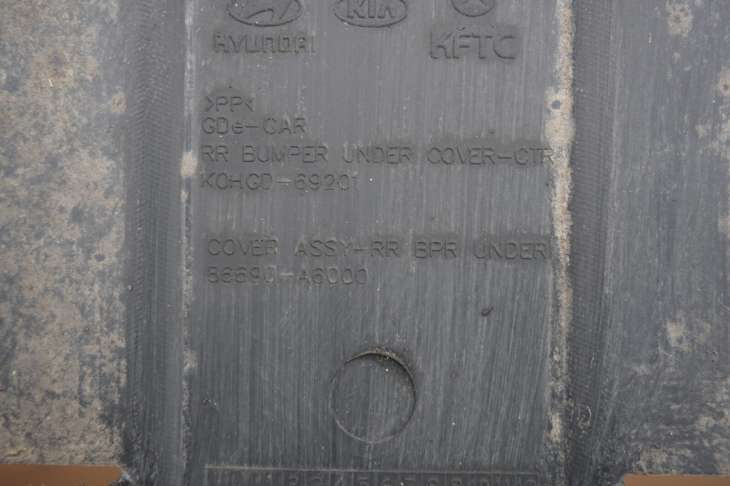 HYUNDAI KIA KFTC
>PP<
GDe-CAR
RR BUMPER UNDER COVER-CTR
KCHGD-69201
COVER ASSY-RR BPR UNDER
86690-A6000